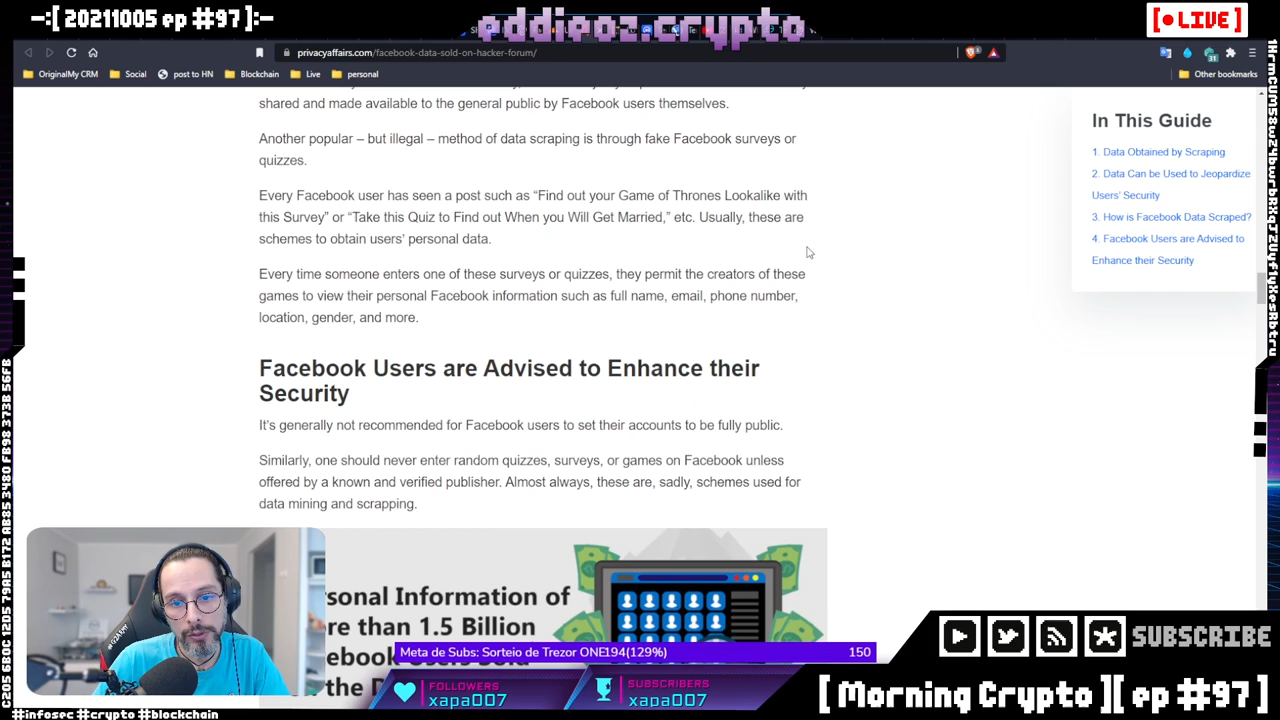 -:[ 20211005 ep #97 ]:-
eddieoz.crypto
[ LIVE ]
privacyaffairs.com/facebook-data-sold-on-hacker-forum/
OriginalMy CRM
Social
post to HN
Blockchain
Live
personal
Other bookmarks
31
shared and made available to the general public by Facebook users themselves.
Another popular – but illegal – method of data scraping is through fake Facebook surveys or
quizzes.
Every Facebook user has seen a post such as “Find out your Game of Thrones Lookalike with
this Survey” or “Take this Quiz to Find out When you Will Get Married,” etc. Usually, these are
schemes to obtain users’ personal data.
Every time someone enters one of these surveys or quizzes, they permit the creators of these
games to view their personal Facebook information such as full name, email, phone number,
location, gender, and more.
Facebook Users are Advised to Enhance their
Security
It’s generally not recommended for Facebook users to set their accounts to be fully public.
Similarly, one should never enter random quizzes, surveys, or games on Facebook unless
offered by a known and verified publisher. Almost always, these are, sadly, schemes used for
data mining and scrapping.
In This Guide
1. Data Obtained by Scraping
2. Data Can be Used to Jeopardize
Users’ Security
3. How is Facebook Data Scraped?
4. Facebook Users are Advised to
Enhance their Security
sonal Information of
re than 1.5 Billion
Meta de Subs: Sorteio de Trezor ONE194(129%)
150
FOLLOWERS
xapa007
SUBSCRIBERS
xapa007
SUBSCRIBE
[ Morning Crypto ][ ep #97 ]
#infosec #crypto #blockchain